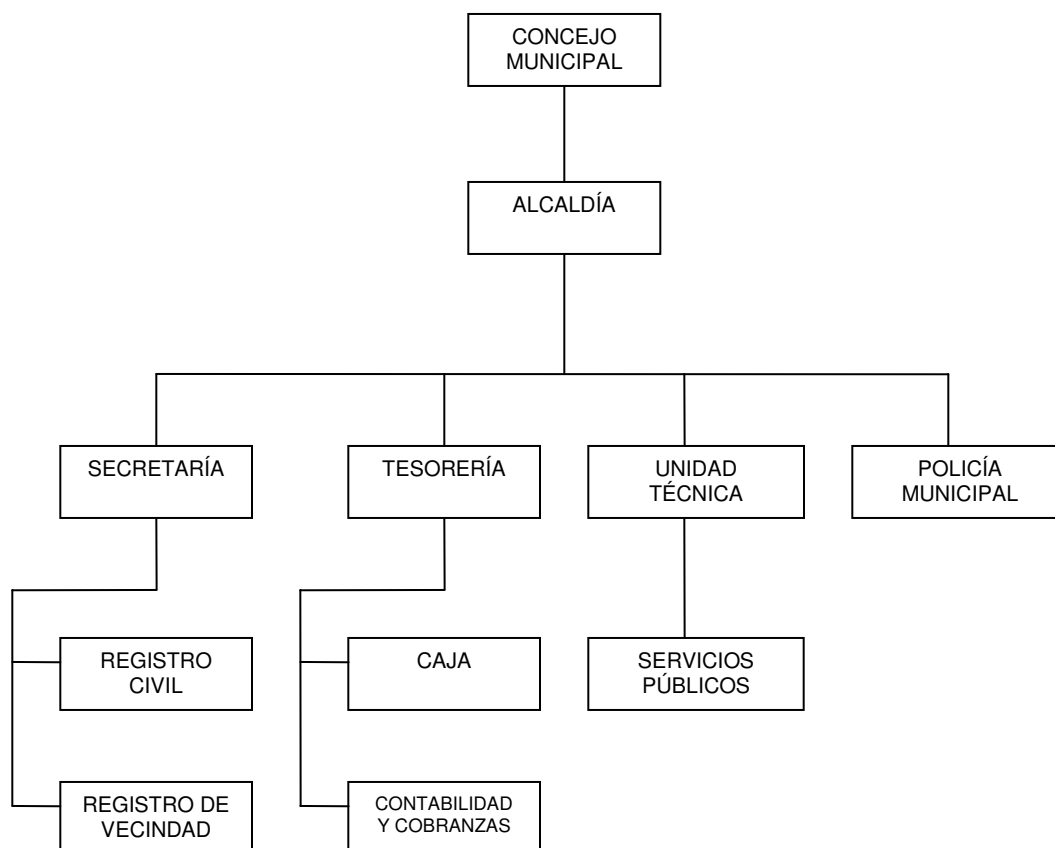 CONCEJO
MUNICIPAL
ALCALDÍA
SECRETARÍA
TESORERÍA
UNIDAD
TÉCNICA
POLICÍA
MUNICIPAL
REGISTRO
CIVIL
CAJA
SERVICIOS
PÚBLICOS
REGISTRO DE
VECINDAD
CONTABILIDAD
Y COBRANZAS